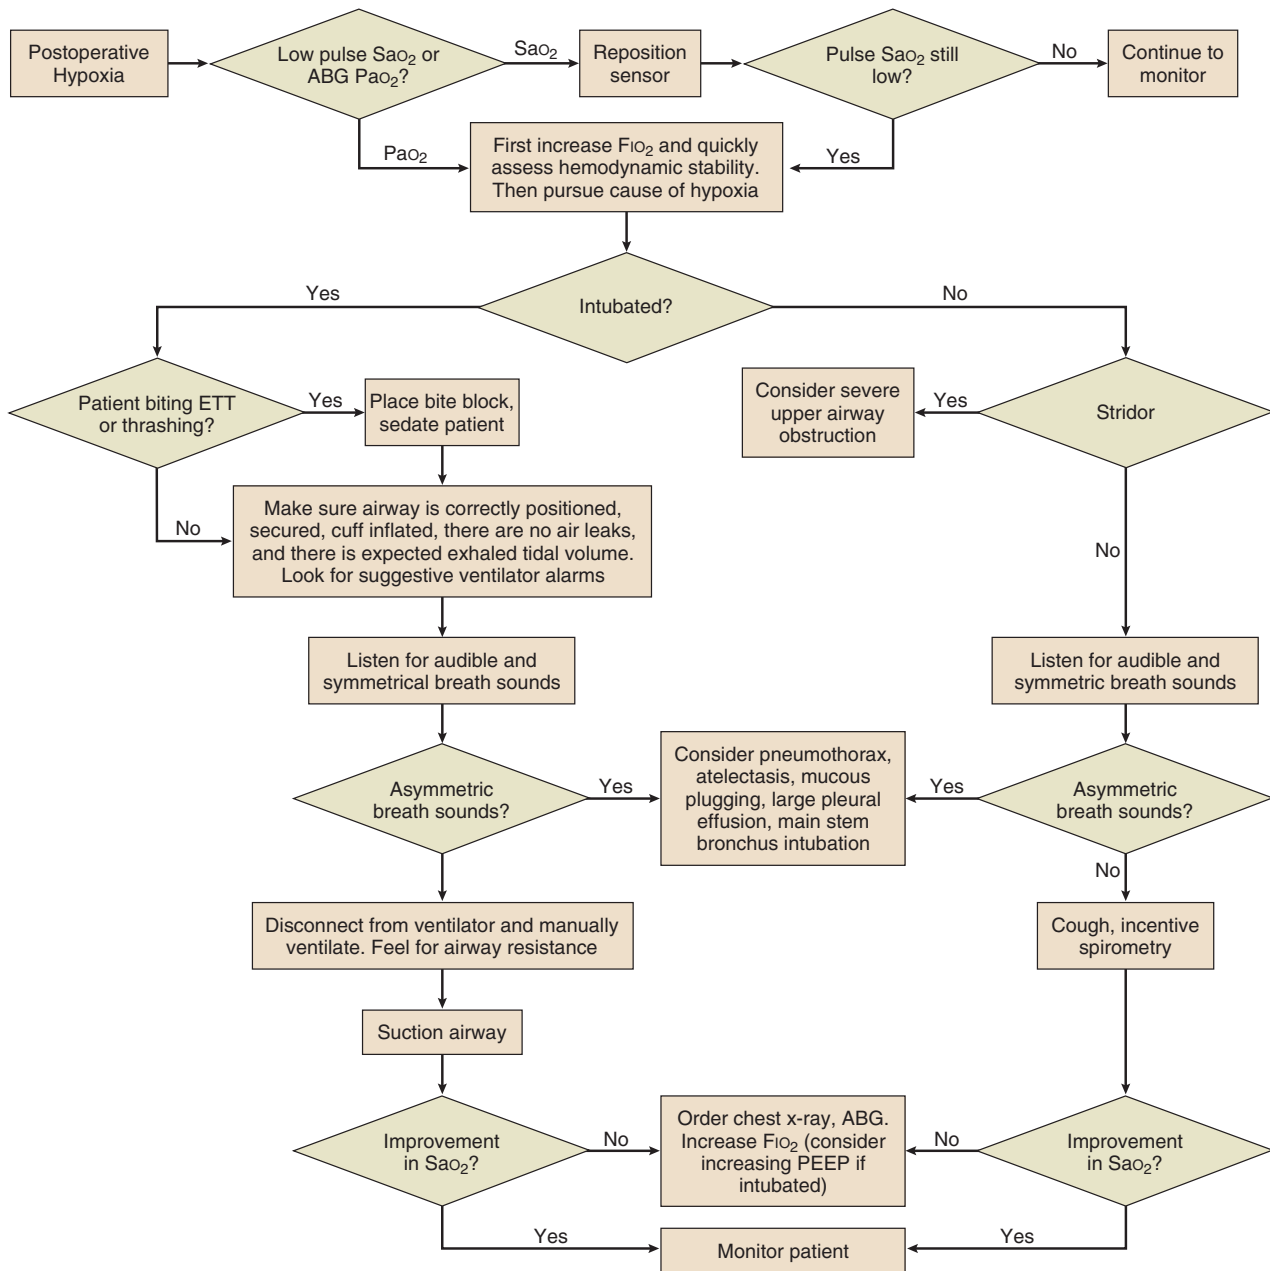 Postoperative
Hypoxia
Low pulse SaO₂ or
ABG PaO₂?
SaO₂
Reposition
sensor
Pulse SaO₂ still
low?
No
Continue to
monitor
PaO₂
First increase FIO₂ and quickly
assess hemodynamic stability.
Then pursue cause of hypoxia
Yes
Intubated?
Yes
No
Patient biting ETT
or thrashing?
Yes
Place bite block,
sedate patient
Consider severe
upper airway
obstruction
Yes
Stridor
No
Make sure airway is correctly positioned,
secured, cuff inflated, there are no air leaks,
and there is expected exhaled tidal volume.
Look for suggestive ventilator alarms
No
Listen for audible and
symmetrical breath sounds
Listen for audible and
symmetric breath sounds
Asymmetric
breath sounds?
Yes
Consider pneumothorax,
atelectasis, mucous
plugging, large pleural
effusion, main stem
bronchus intubation
Yes
Asymmetric
breath sounds?
No
Disconnect from ventilator and manually
ventilate. Feel for airway resistance
Cough, incentive
spirometry
Suction airway
Improvement
in SaO₂?
No
Order chest x-ray, ABG.
Increase FIO₂ (consider
increasing PEEP if
intubated)
No
Improvement
in SaO₂?
Yes
Monitor patient
Yes